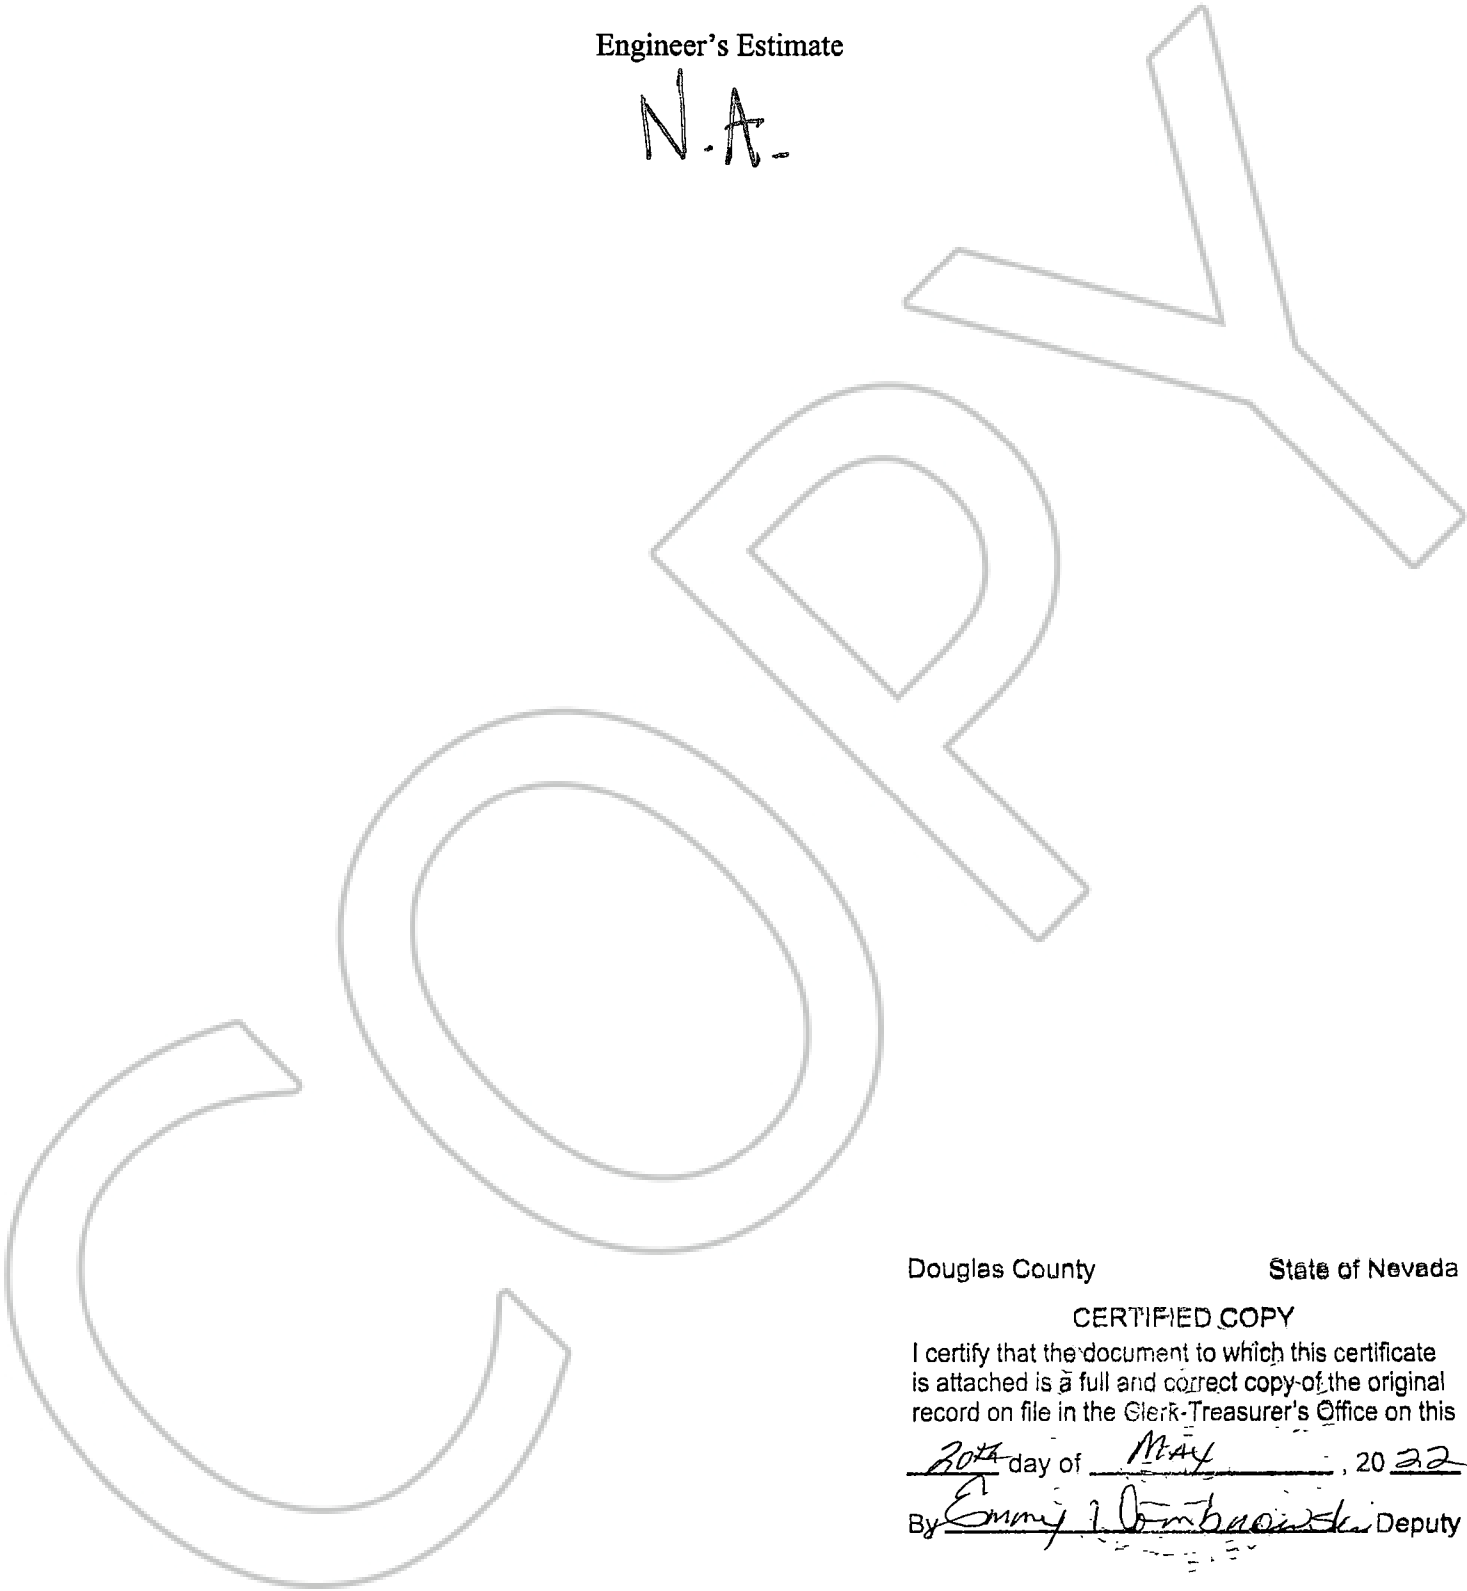 Engineer's Estimate
N.A.
COPY
Douglas County State of Nevada
CERTIFIED COPY
I certify that the document to which this certificate
is attached is a full and correct copy of the original
record on file in the Clerk-Treasurer's Office on this
20th day of MAY, 2022
By Deputy